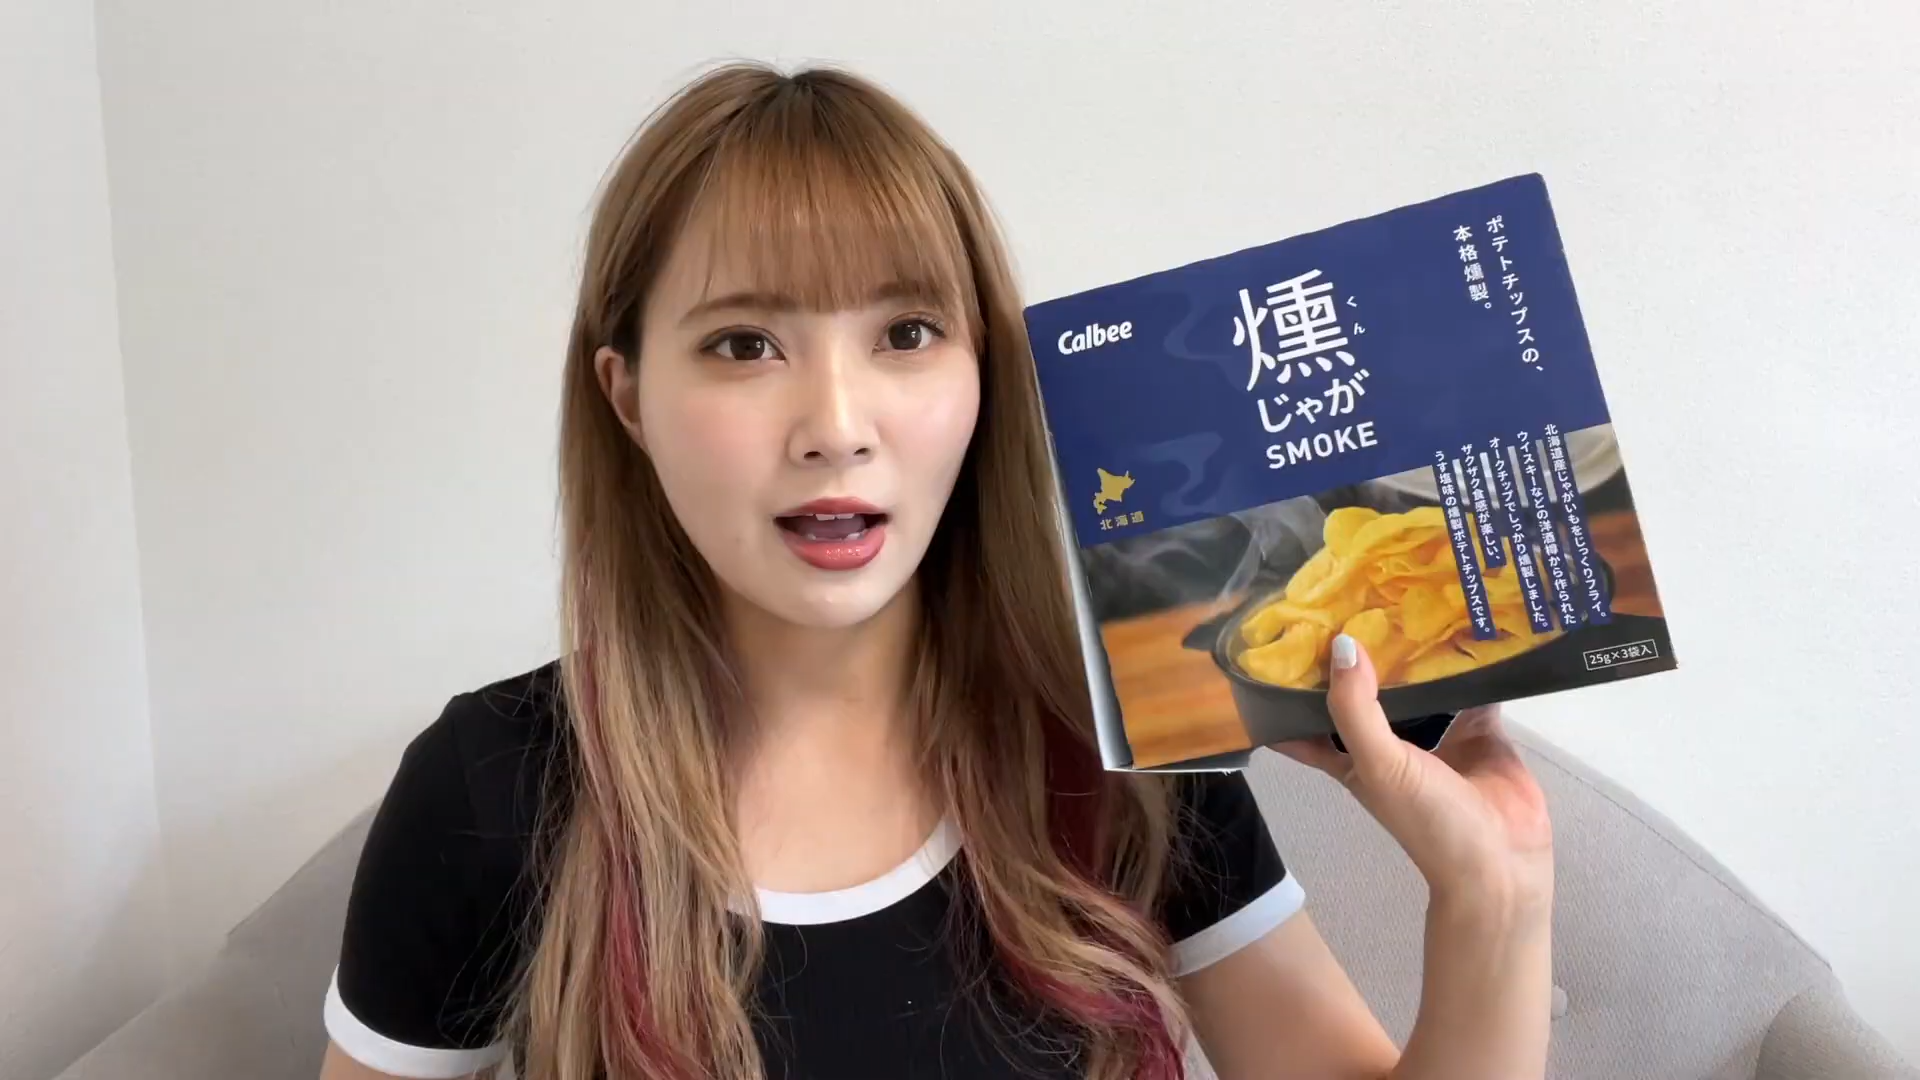 Calbee
燻
くん
じゃが
SMOKE
ポテトチップスの、
本格燻製。
北海道
北海道産じゃがいもをじっくりフライ。
ウイスキーなどの洋酒樽から作られた
オークチップでしっかり燻製しました。
ザクザク食感が楽しい、
うす塩味の燻製ポテトチップスです。
25g×3袋入